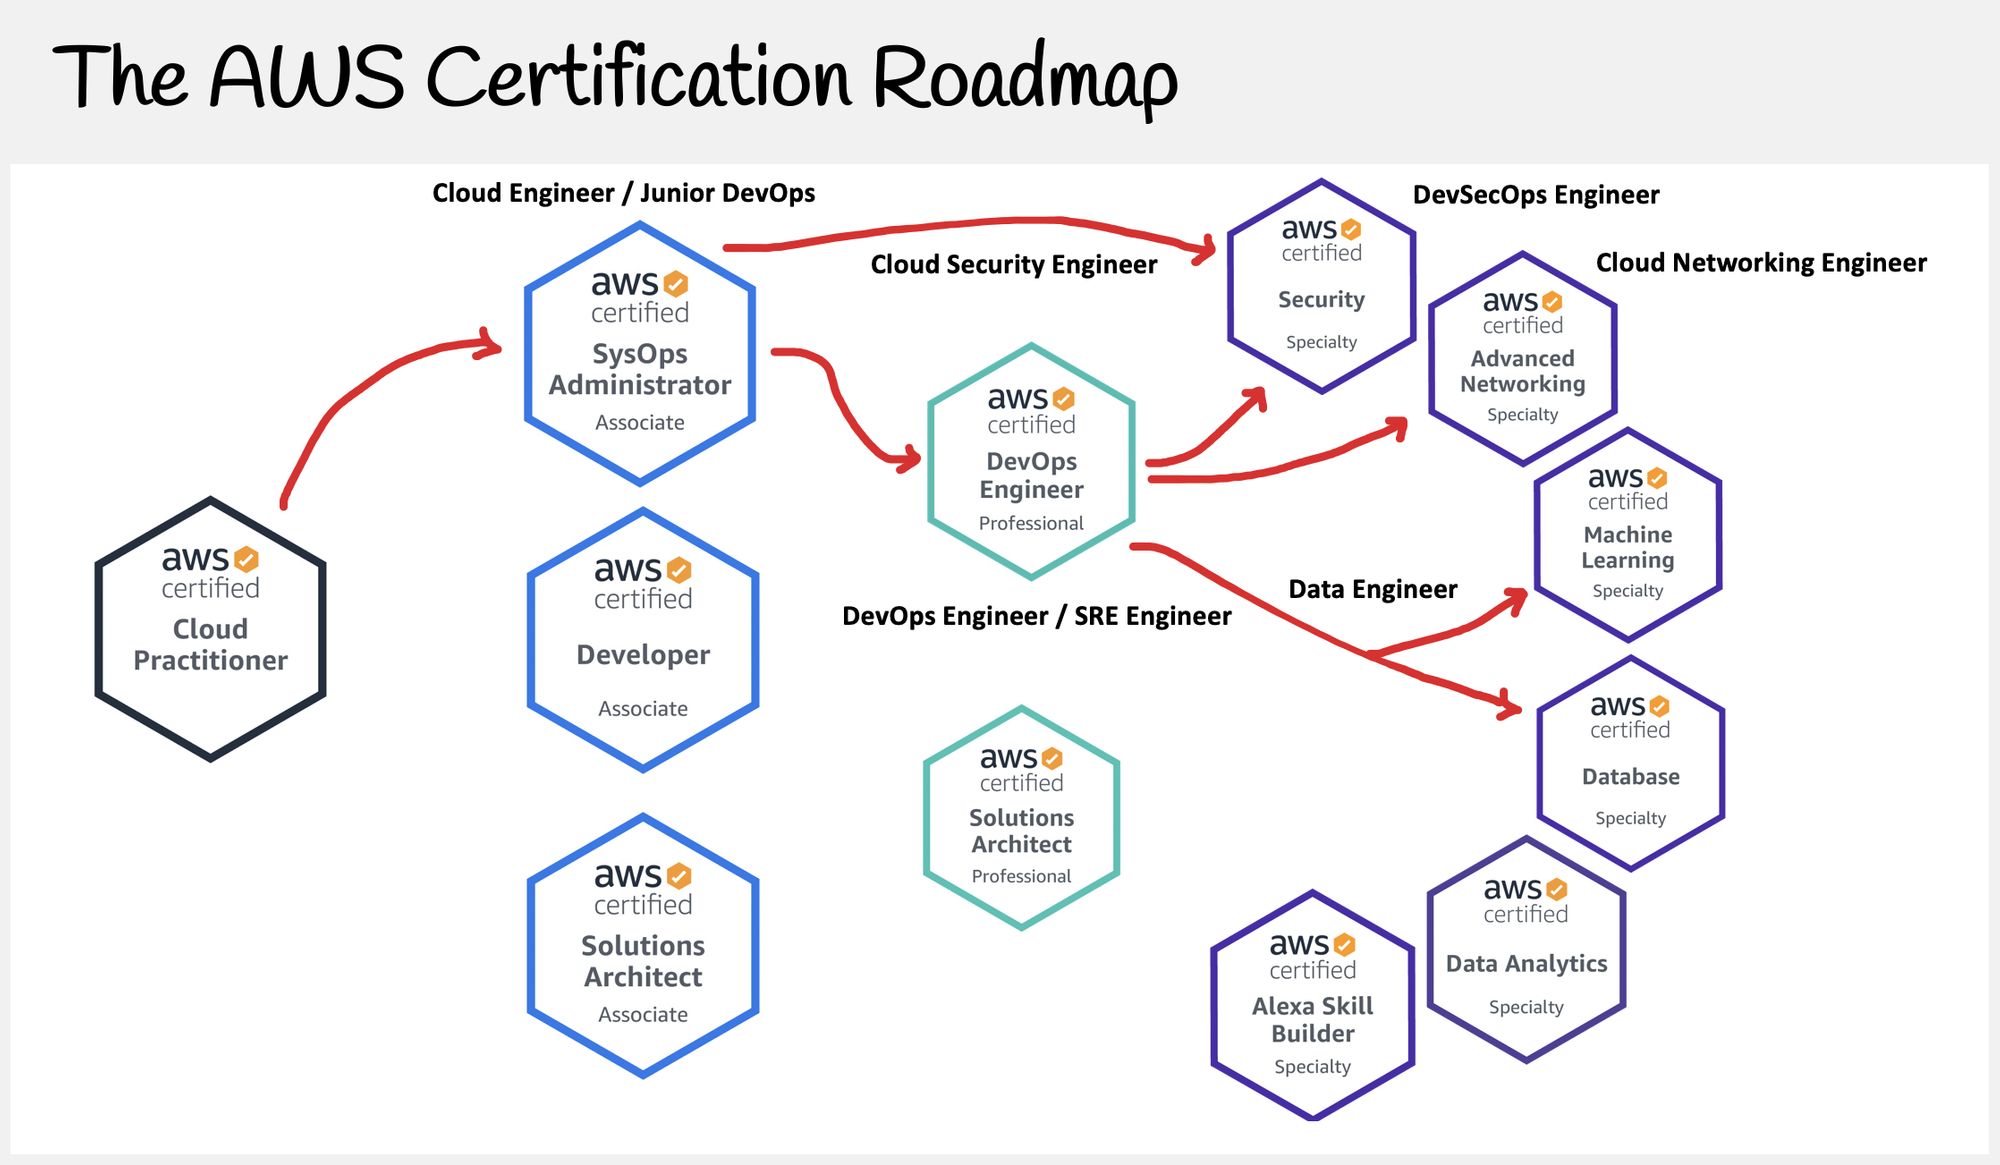 The AWS Certification Roadmap
Cloud Engineer / Junior DevOps
aws
certified
SysOps
Administrator
Associate
Cloud Security Engineer
aws
certified
Security
Specialty
DevSecOps Engineer
Cloud Networking Engineer
aws
certified
Advanced
Networking
Specialty
aws
certified
DevOps
Engineer
Professional
DevOps Engineer / SRE Engineer
Data Engineer
aws
certified
Machine
Learning
Specialty
aws
certified
Cloud
Practitioner
aws
certified
Developer
Associate
aws
certified
Database
Specialty
aws
certified
Solutions
Architect
Professional
aws
certified
Solutions
Architect
Associate
aws
certified
Data Analytics
Specialty
aws
certified
Alexa Skill
Builder
Specialty